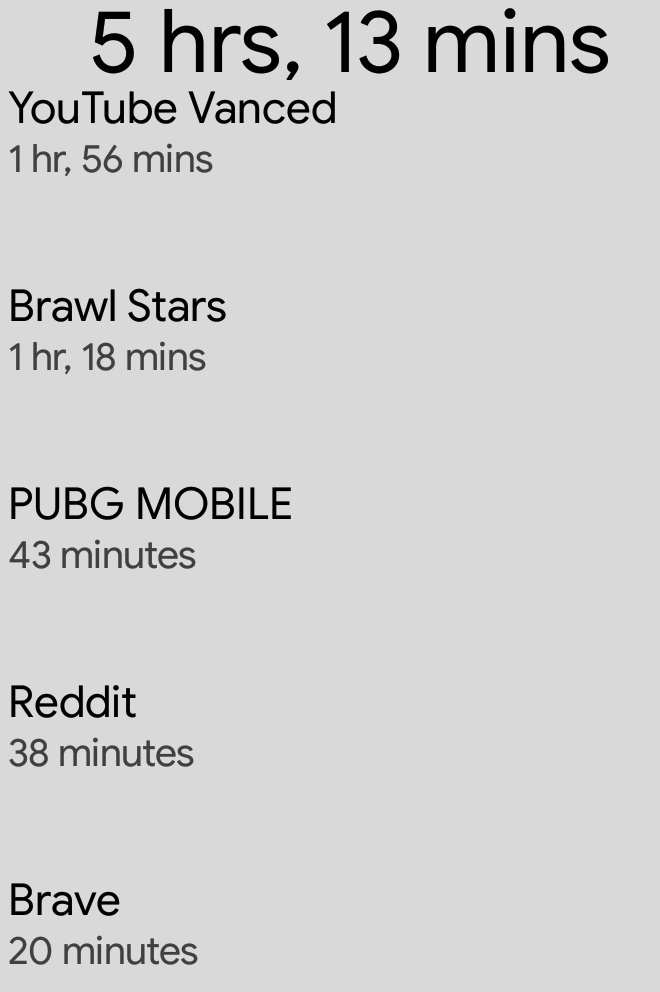 5 hrs, 13 mins
YouTube Vanced
1 hr, 56 mins
Brawl Stars
1 hr, 18 mins
PUBG MOBILE
43 minutes
Reddit
38 minutes
Brave
20 minutes